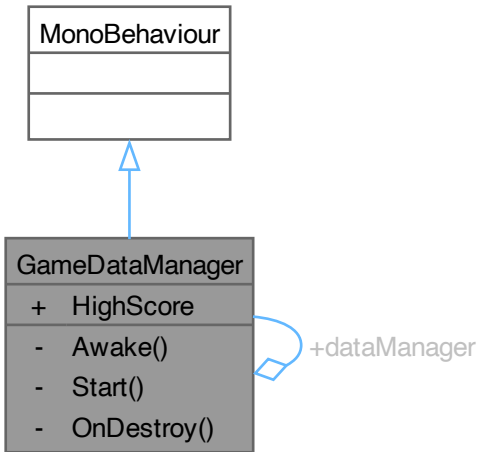 MonoBehaviour
GameDataManager
+ HighScore
- Awake()
- Start()
- OnDestroy()
+dataManager